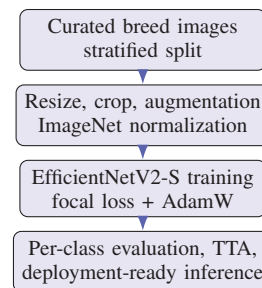 Curated breed images
stratified split
Resize, crop, augmentation
ImageNet normalization
EfficientNetV2-S training
focal loss + AdamW
Per-class evaluation, TTA,
deployment-ready inference